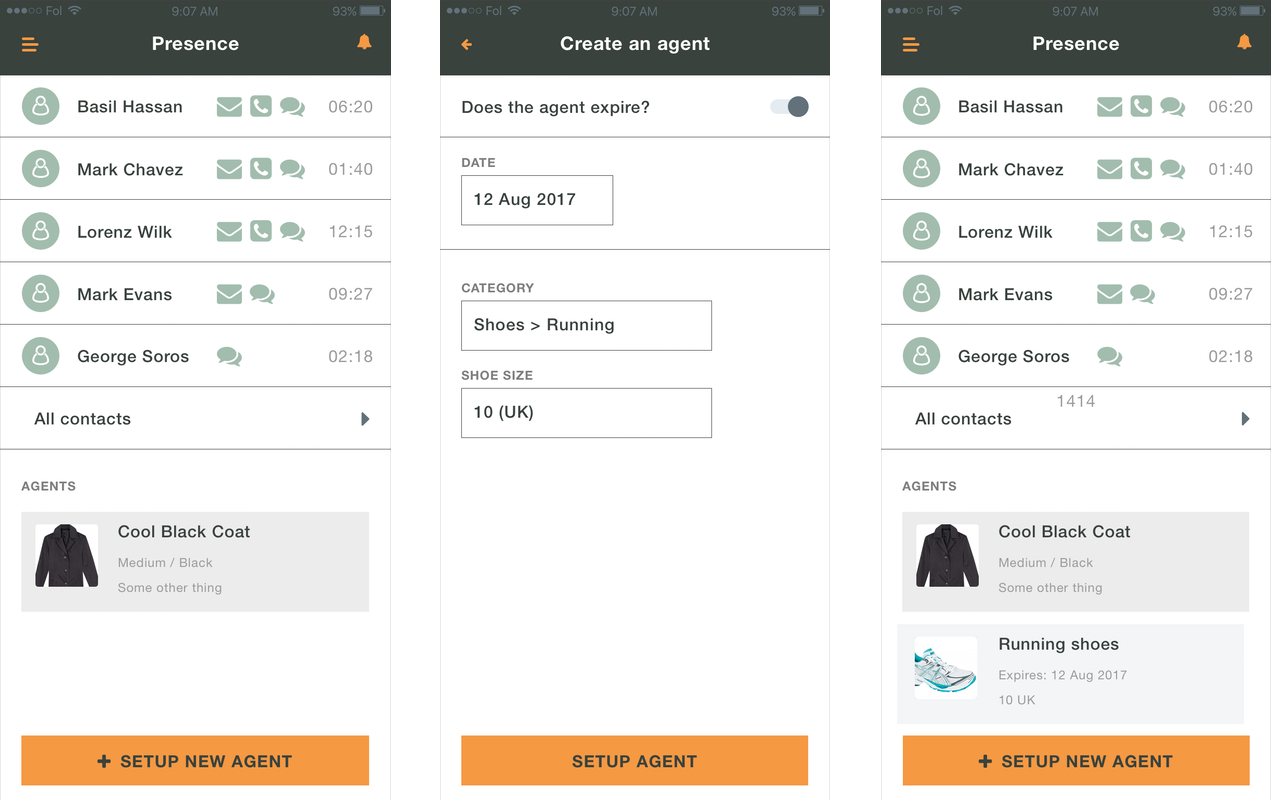 Fol 9:07 AM 93%
Presence
Basil Hassan 06:20
Mark Chavez 01:40
Lorenz Wilk 12:15
Mark Evans 09:27
George Soros 02:18
All contacts
AGENTS
Cool Black Coat
Medium / Black
Some other thing
+ SETUP NEW AGENT
Fol 9:07 AM 93%
Create an agent
Does the agent expire?
DATE
12 Aug 2017
CATEGORY
Shoes > Running
SHOE SIZE
10 (UK)
SETUP AGENT
Fol 9:07 AM 93%
Presence
Basil Hassan 06:20
Mark Chavez 01:40
Lorenz Wilk 12:15
Mark Evans 09:27
George Soros 02:18
1414
All contacts
AGENTS
Cool Black Coat
Medium / Black
Some other thing
Running shoes
Expires: 12 Aug 2017
10 UK
+ SETUP NEW AGENT